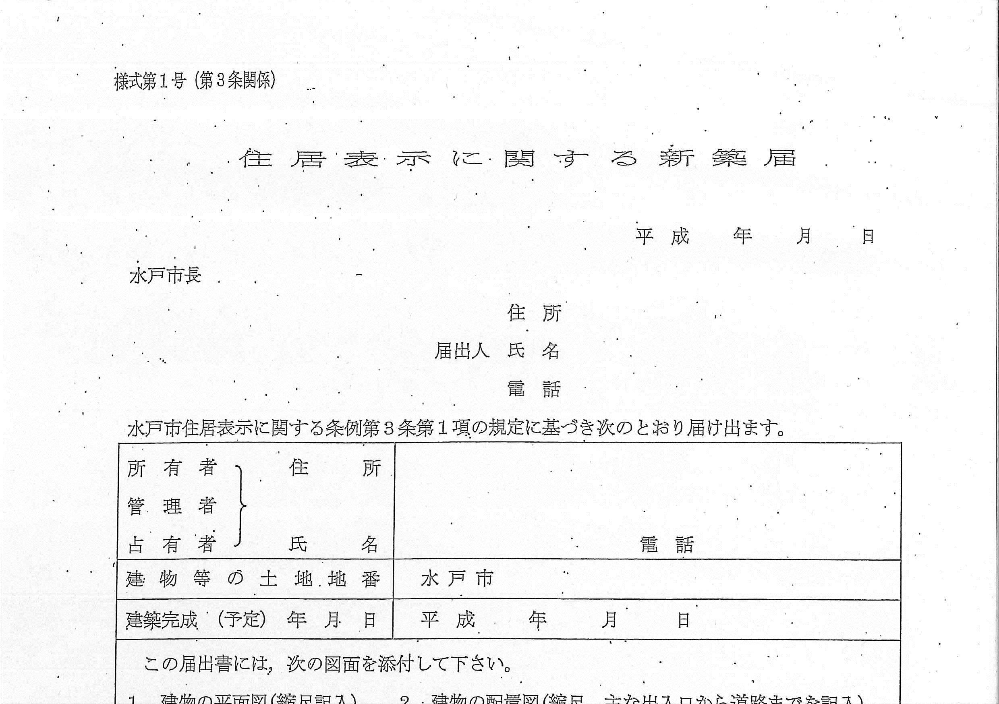 様式第1号（第3条関係）
住居表示に関する新築届
平成　　年　　月　　日
水戸市長
住所
届出人　氏名
電話
水戸市住居表示に関する条例第3条第1項の規定に基づき次のとおり届け出ます。
所有者　住所
管理者
占有者　氏名　電話
建物等の土地地番　水戸市
建築完成（予定）年月日　平成　　年　　月　　日
この届出書には，次の図面を添付して下さい。
1　建物の平面図（縮尺記入）　2　建物の配置図（縮尺　主な出入口から道路までを記入）